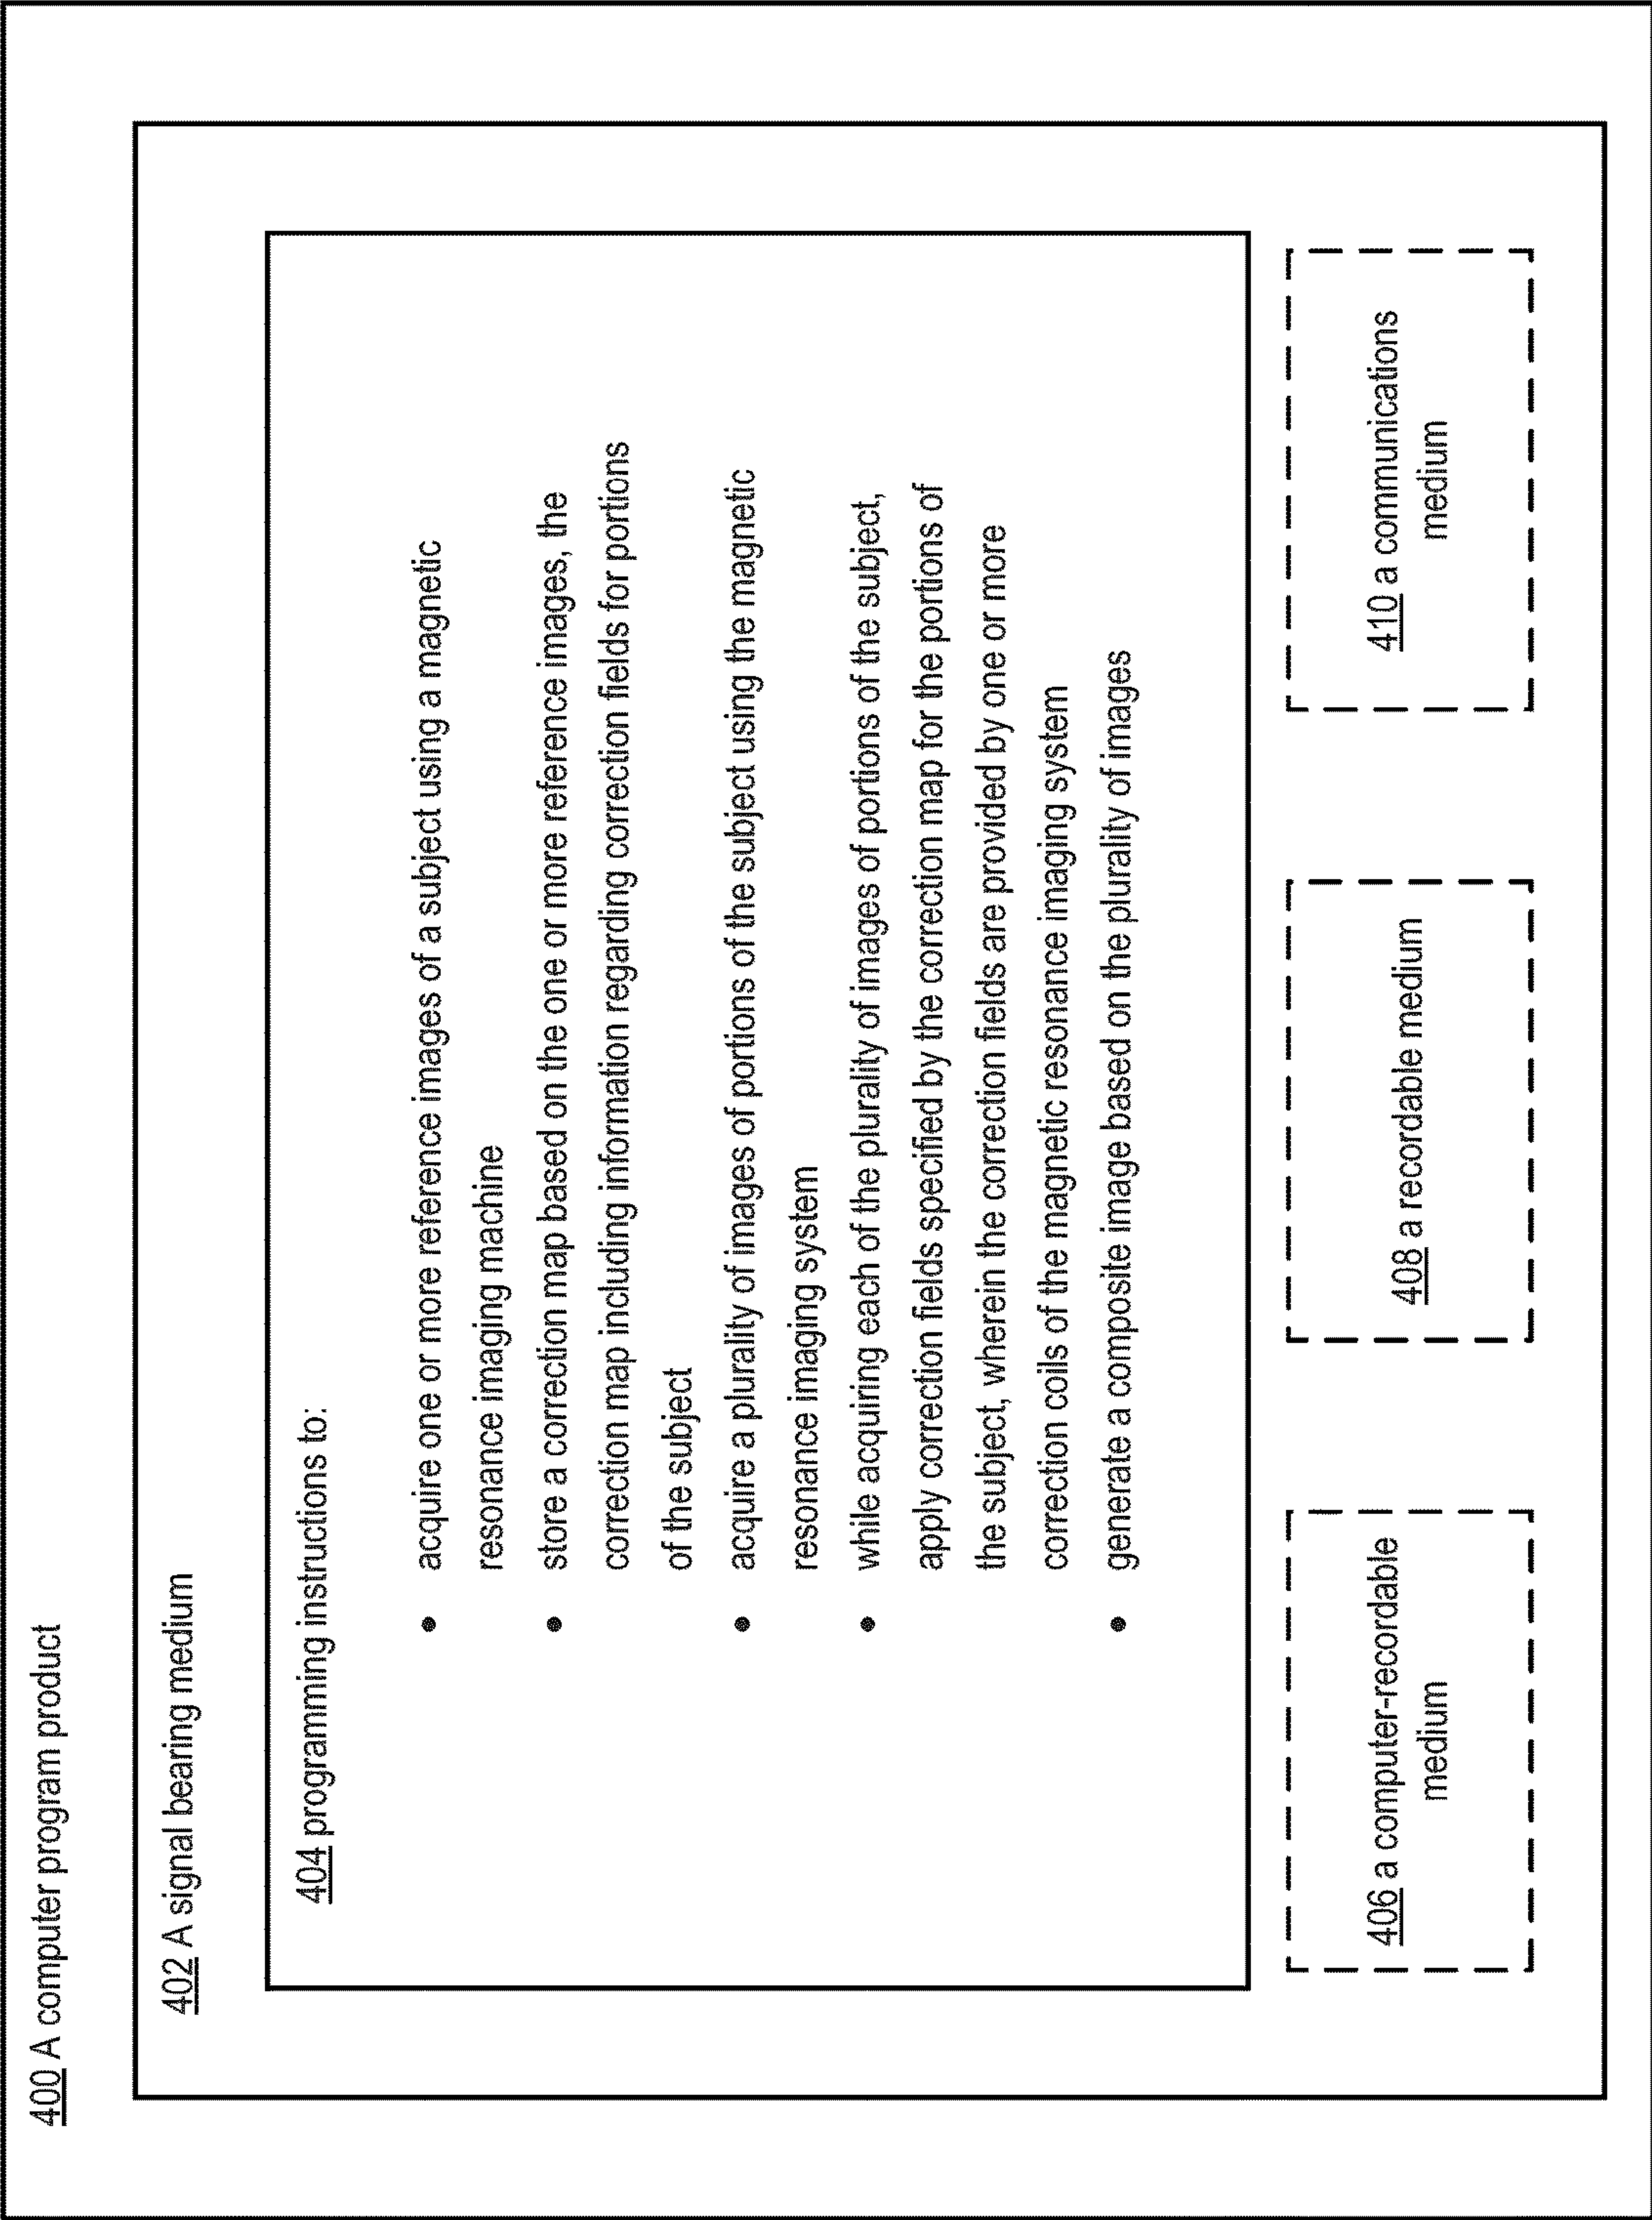 400 A computer program product
402 A signal bearing medium
404 programming instructions to:
• acquire one or more reference images of a subject using a magnetic
resonance imaging machine
• store a correction map based on the one or more reference images, the
correction map including information regarding correction fields for portions
of the subject
• acquire a plurality of images of portions of the subject using the magnetic
resonance imaging system
• while acquiring each of the plurality of images of portions of the subject,
apply correction fields specified by the correction map for the portions of
the subject, wherein the correction fields are provided by one or more
correction coils of the magnetic resonance imaging system
• generate a composite image based on the plurality of images
406 a computer-recordable
medium
408 a recordable medium
410 a communications
medium